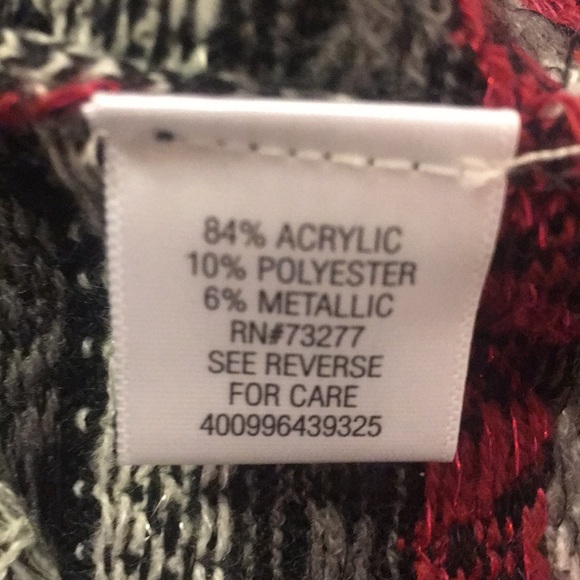 84% ACRYLIC
10% POLYESTER
6% METALLIC
RN#73277
SEE REVERSE
FOR CARE
400996439325